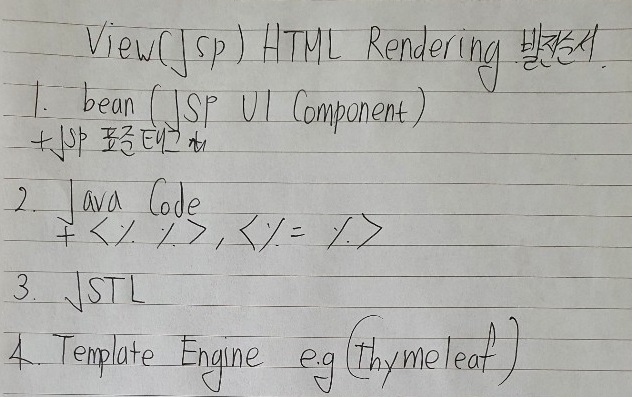 View(Jsp) HTML Rendering 발전순서.
1. bean (JSP UI Component)
+Jsp 표준 태그
2. Java Code
+ <% %>, <%= %>
3. JSTL
4. Template Engine e.g (Thymeleaf)